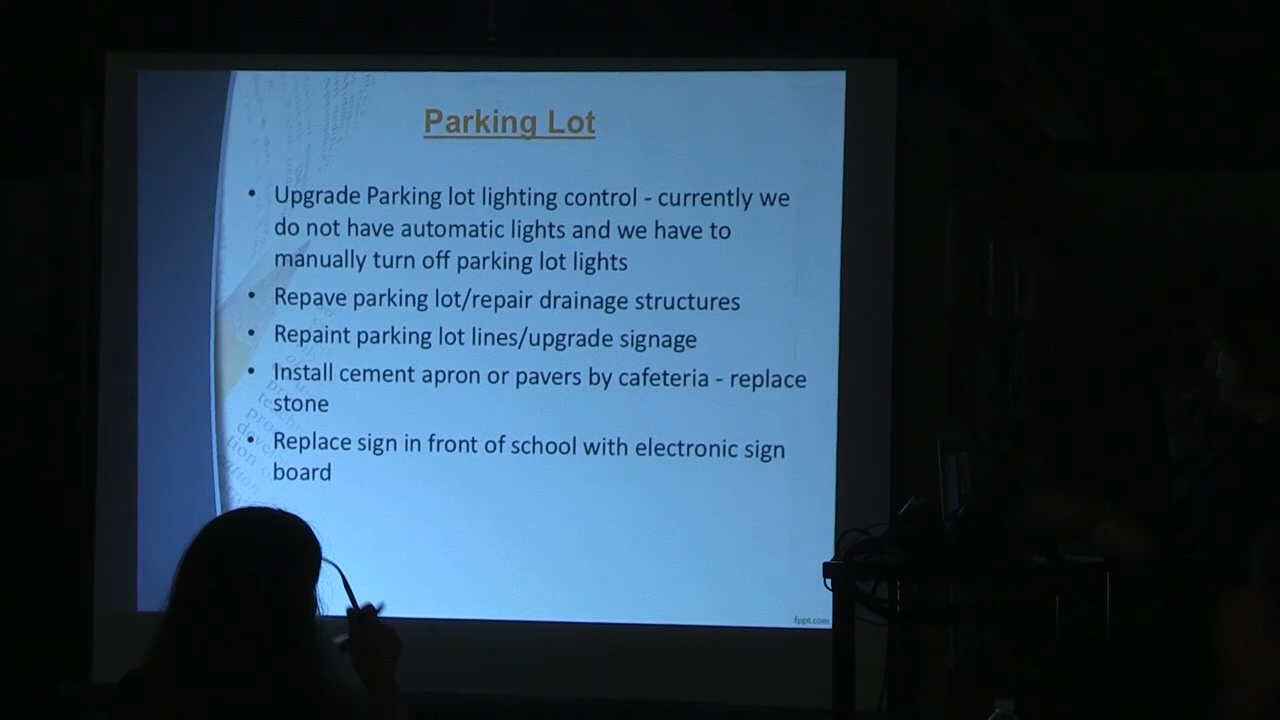 Parking Lot
• Upgrade Parking lot lighting control - currently we
do not have automatic lights and we have to
manually turn off parking lot lights
• Repave parking lot/repair drainage structures
• Repaint parking lot lines/upgrade signage
• Install cement apron or pavers by cafeteria - replace
stone
• Replace sign in front of school with electronic sign
board
fppt.com